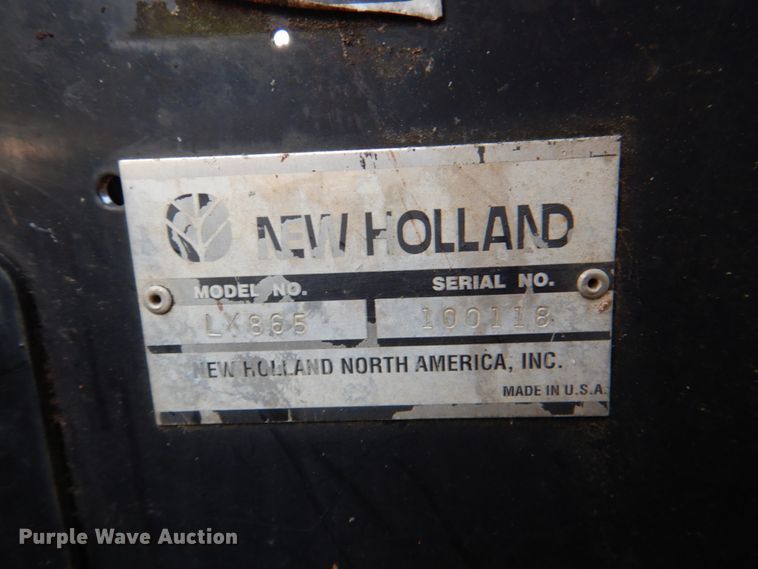 NEW HOLLAND
MODEL NO. SERIAL NO.
LX865 100118
NEW HOLLAND NORTH AMERICA, INC.
MADE IN U.S.A.
Purple Wave Auction